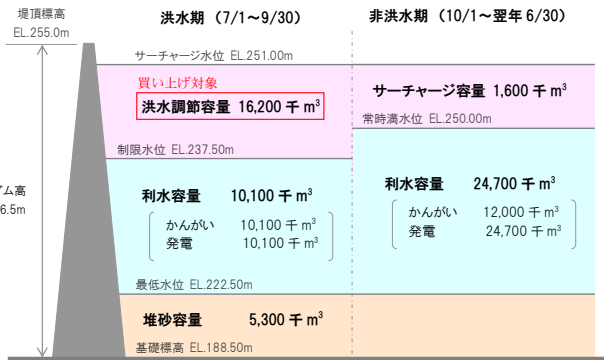 堤頂標高
EL.255.0m
洪水期（7/1～9/30）
非洪水期（10/1～翌年 6/30）
サーチャージ水位 EL.251.00m
買い上げ対象
洪水調節容量 16,200 千 m³
サーチャージ容量 1,600 千 m³
常時満水位 EL.250.00m
制限水位 EL.237.50m
利水容量 10,100 千 m³
かんがい 10,100 千 m³
発電 10,100 千 m³
利水容量 24,700 千 m³
かんがい 12,000 千 m³
発電 24,700 千 m³
ム高
6.5m
最低水位 EL.222.50m
堆砂容量 5,300 千 m³
基礎標高 EL.188.50m